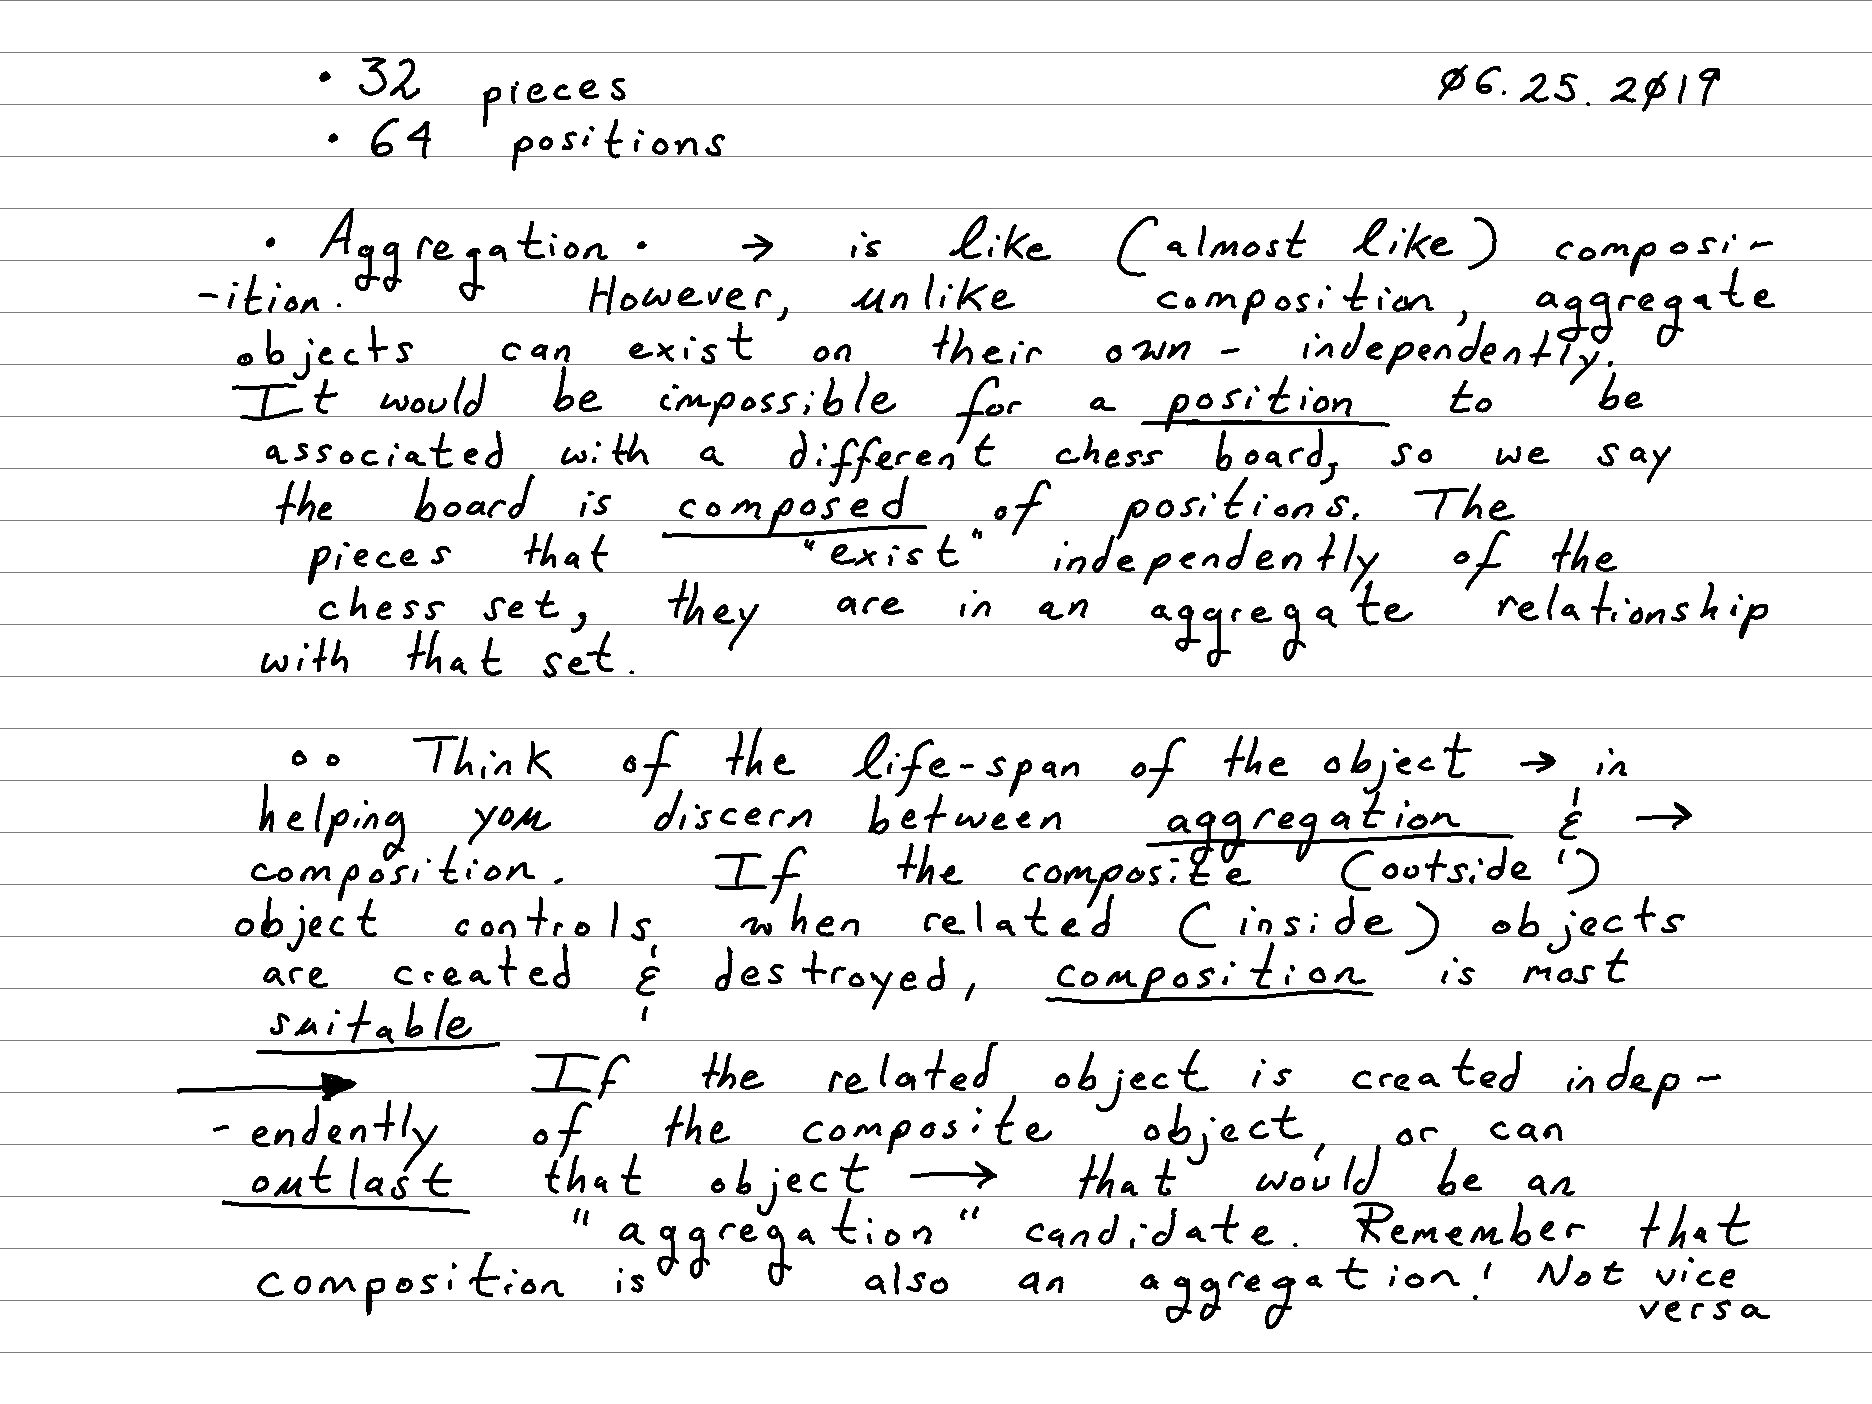 • 32 pieces 06.25.2019
• 64 positions
• Aggregation • → is like (almost like) composi-
-ition. However, unlike composition, aggregate
objects can exist on their own - independently.
It would be impossible for a position to be
associated with a different chess board, so we say
the board is composed of positions. The
pieces that "exist" independently of the
chess set, they are in an aggregate relationship
with that set.
∘∘ Think of the life-span of the object → in
helping you discern between aggregation & →
composition. If the composite (outside')
object controls when related (inside) objects
are created & destroyed, composition is most
suitable
→ If the related object is created indep-
-endently of the composite object, or can
outlast that object → that would be an
"aggregation" candidate. Remember that
composition is also an aggregation! Not vice
versa